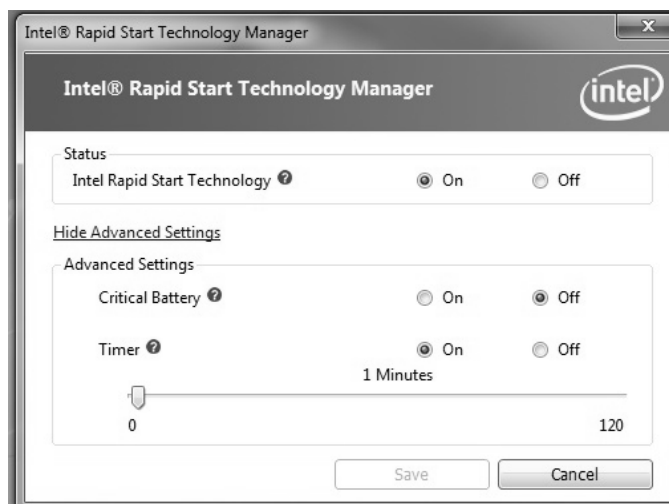 Intel® Rapid Start Technology Manager
x
Intel® Rapid Start Technology Manager
intel
Status
Intel Rapid Start Technology ? On Off
Hide Advanced Settings
Advanced Settings
Critical Battery ? On Off
Timer ? On Off
1 Minutes
0 120
Save Cancel